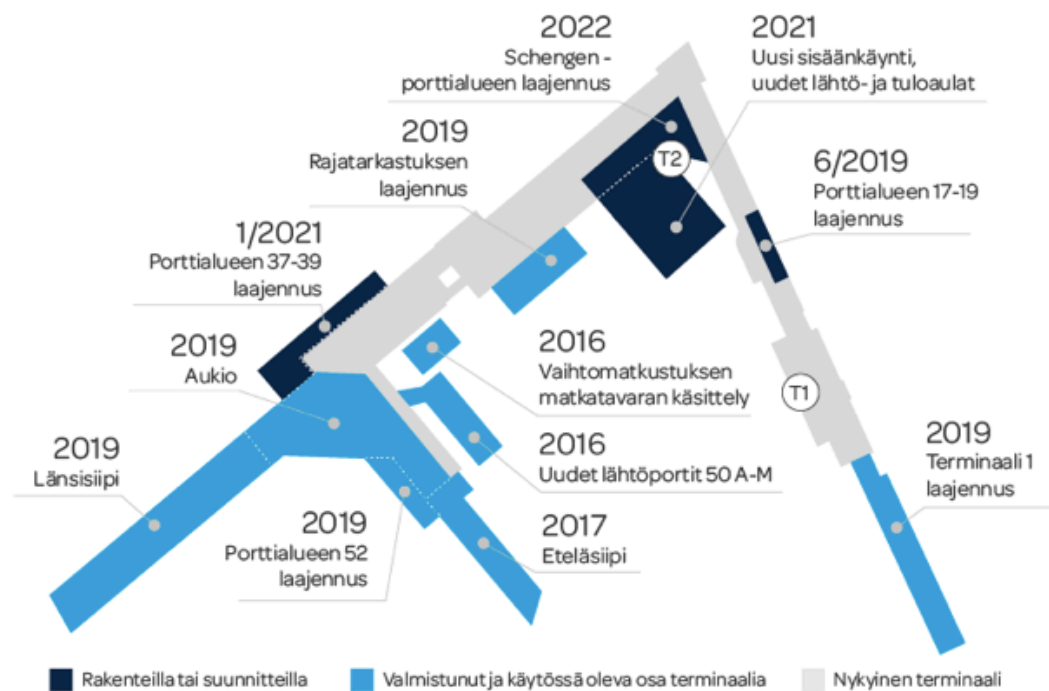 2022
Schengen -
porttialueen laajennus
2021
Uusi sisäänkäynti,
uudet lähtö- ja tuloaulat
2019
Rajatarkastuksen
laajennus
T2
6/2019
Porttialueen 17-19
laajennus
1/2021
Porttialueen 37-39
laajennus
2019
Aukio
2016
Vaihtomatkustuksen
matkatavaran käsittely
T1
2019
Länsisiipi
2016
Uudet lähtöportit 50 A-M
2019
Terminaali 1
laajennus
2019
Porttialueen 52
laajennus
2017
Eteläsiipi
Rakenteilla tai suunnitteilla
Valmistunut ja käytössä oleva osa terminaalia
Nykyinen terminaali